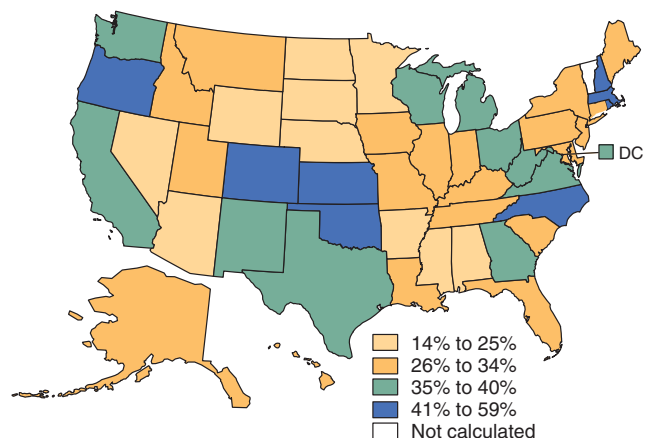 DC
14% to 25%
26% to 34%
35% to 40%
41% to 59%
Not calculated